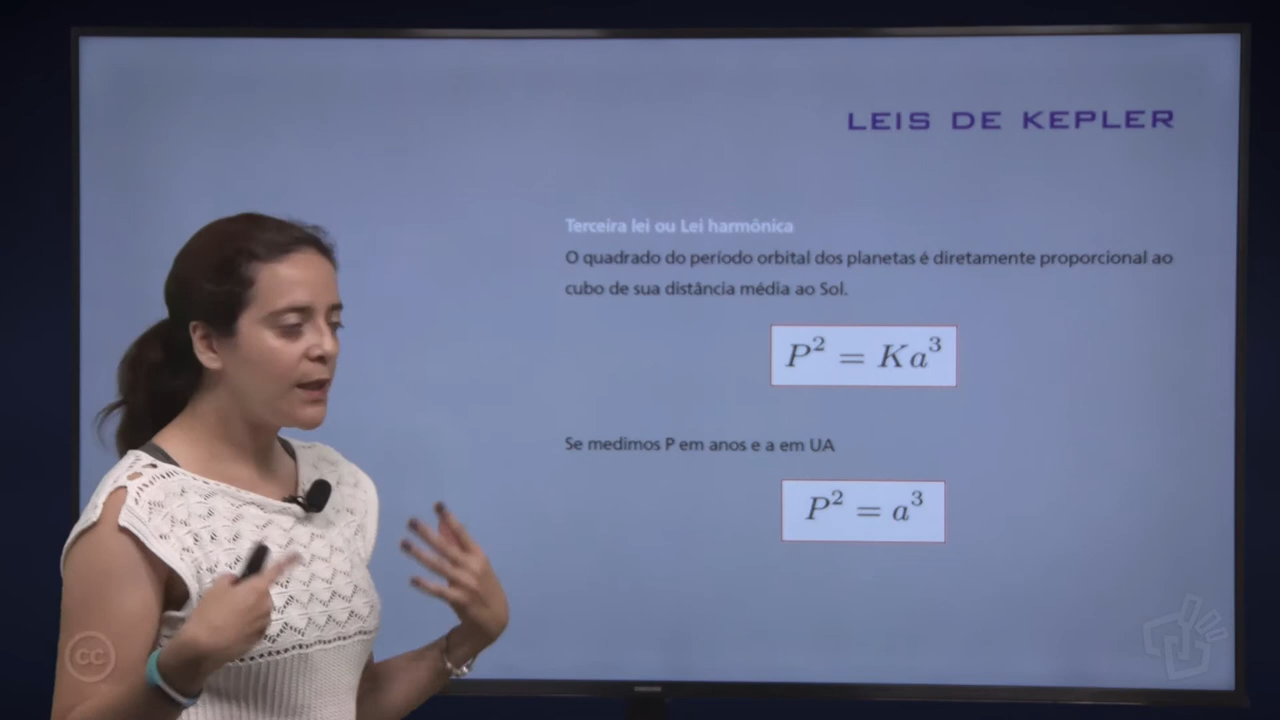 LEIS DE KEPLER
Terceira lei ou Lei harmônica
O quadrado do período orbital dos planetas é diretamente proporcional ao
cubo de sua distância média ao Sol.
P² = Ka³
Se medimos P em anos e a em UA
P² = a³
cc